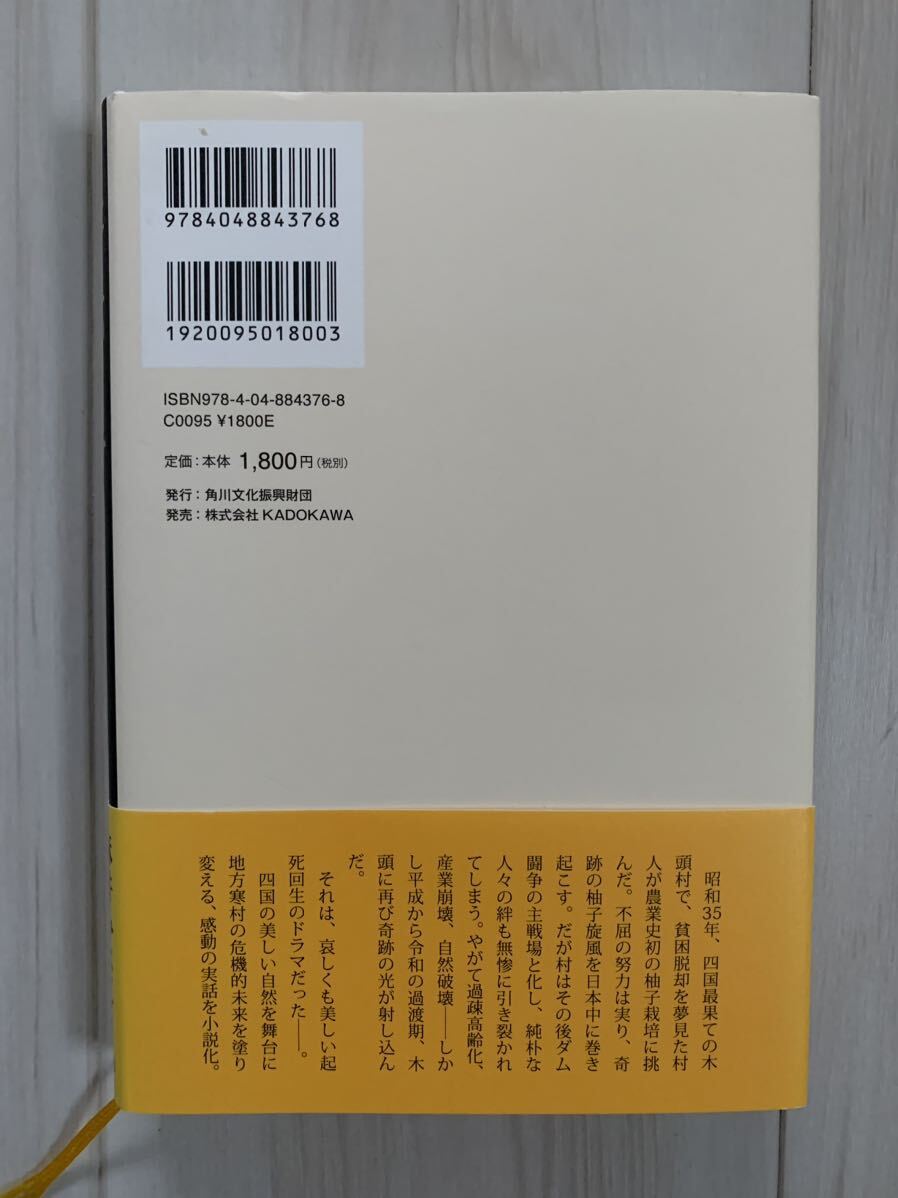 9784048843768
1920095018003
ISBN978-4-04-884376-8
C0095 ¥1800E
定価：本体 1,800円（税別）
発行：角川文化振興財団
発売：株式会社KADOKAWA
昭和35年、四国最果ての木
頭村で、貧困脱却を夢見た村
人が農業史初の柚子栽培に挑
んだ。不屈の努力は実り、奇
跡の柚子旋風を日本中に巻き
起こす。だが村はその後ダム
闘争の主戦場と化し、純朴な
人々の絆も無惨に引き裂かれ
てしまう。やがて過疎高齢化、
産業崩壊、自然破壊――しか
し平成から令和の過渡期、木
頭に再び奇跡の光が射し込ん
だ。
それは、哀しくも美しい起
死回生のドラマだった――。
四国の美しい自然を舞台に
地方寒村の危機的未来を塗り
変える、感動の実話を小説化。